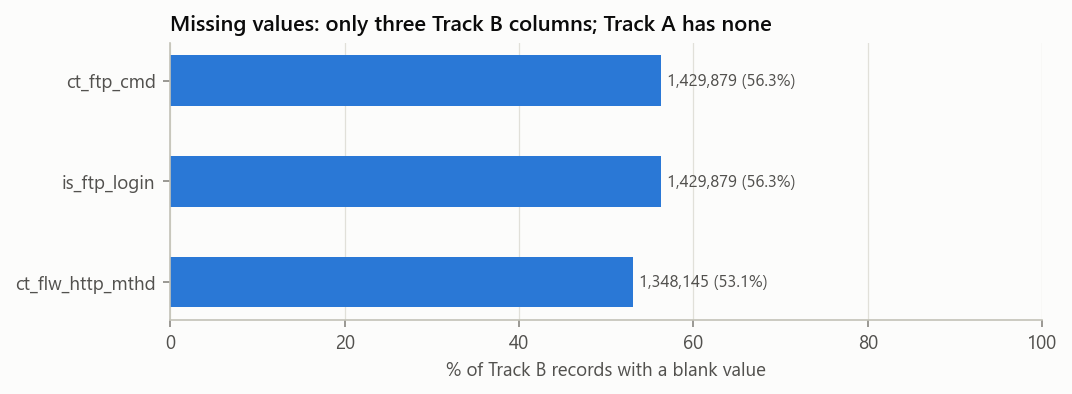 Missing values: only three Track B columns; Track A has none
ct_ftp_cmd
1,429,879 (56.3%)
is_ftp_login
1,429,879 (56.3%)
ct_flw_http_mthd
1,348,145 (53.1%)
0 20 40 60 80 100
% of Track B records with a blank value